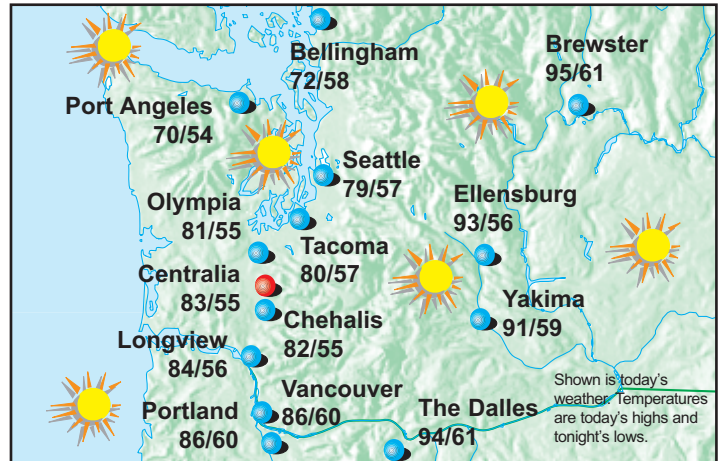 Bellingham
72/58
Brewster
95/61
Port Angeles
70/54
Seattle
79/57
Olympia
81/55
Ellensburg
93/56
Tacoma
80/57
Centralia
83/55
Yakima
91/59
Chehalis
82/55
Longview
84/56
Vancouver
86/60
Portland
86/60
The Dalles
94/61
Shown is today's
weather. Temperatures
are today's highs and
tonight's lows.